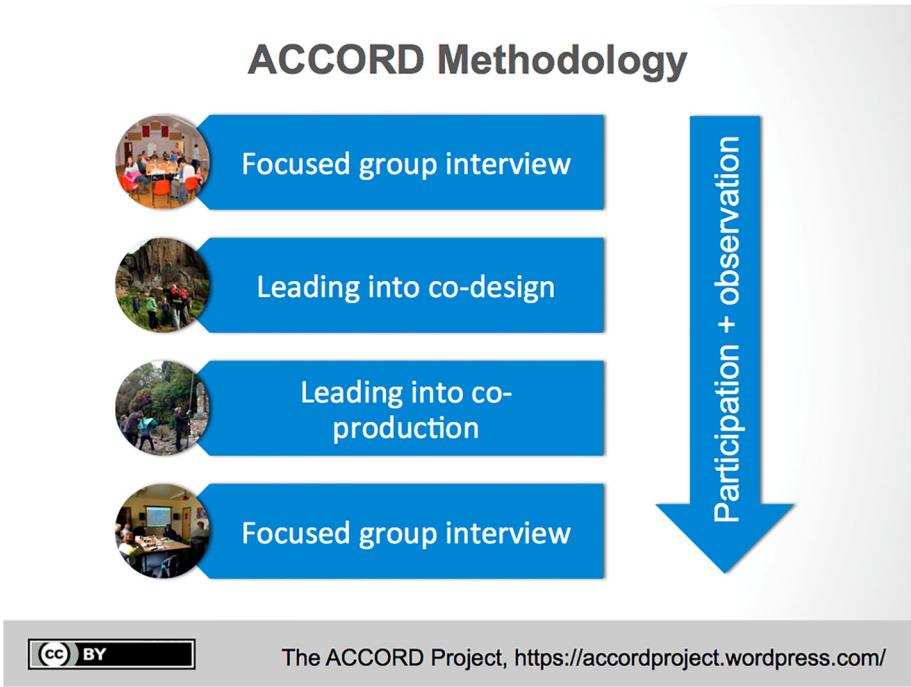 ACCORD Methodology
Focused group interview
Leading into co-design
Leading into co-
production
Focused group interview
Participation + observation
cc BY
The ACCORD Project, https://accordproject.wordpress.com/